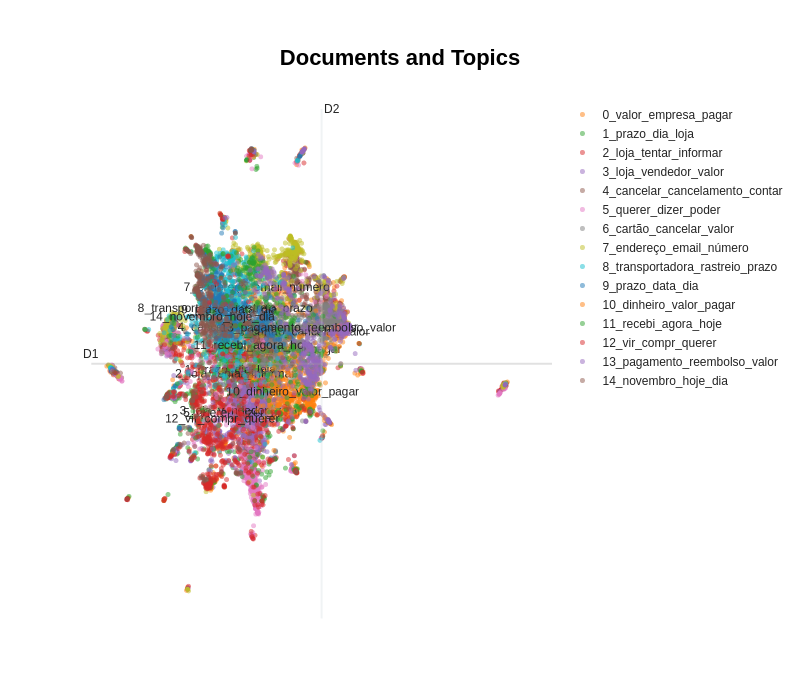 Documents and Topics
D2
D1
0_valor_empresa_pagar
1_prazo_dia_loja
2_loja_tentar_informar
3_loja_vendedor_valor
4_cancelar_cancelamento_contar
5_querer_dizer_poder
6_cartão_cancelar_valor
7_endereço_email_número
8_transportadora_rastreio_prazo
9_prazo_data_dia
10_dinheiro_valor_pagar
11_recebi_agora_hoje
12_vir_compr_querer
13_pagamento_reembolso_valor
14_novembro_hoje_dia
14_novembro_hoje_dia
13_pagamento_reembolso_valor
11_recebi_agora_ho
10_dinheiro_valor_pagar
12_vir_compr_querer